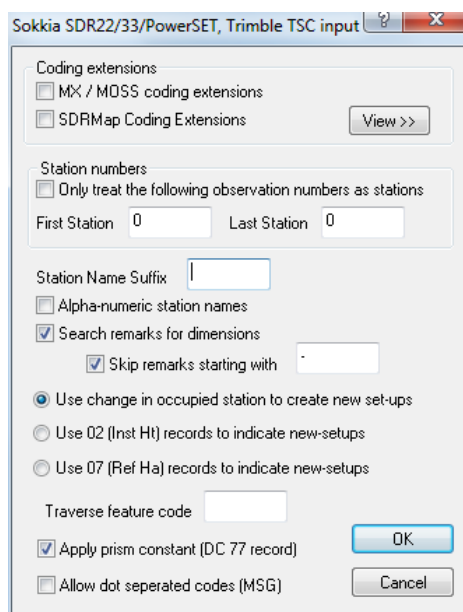 Sokkia SDR22/33/PowerSET, Trimble TSC input ? X
Coding extensions
MX / MOSS coding extensions
SDRMap Coding Extensions View >>
Station numbers
Only treat the following observation numbers as stations
First Station 0 Last Station 0
Station Name Suffix
Alpha-numeric station names
Search remarks for dimensions
Skip remarks starting with -
Use change in occupied station to create new set-ups
Use 02 (Inst Ht) records to indicate new-setups
Use 07 (Ref Ha) records to indicate new-setups
Traverse feature code
Apply prism constant (DC 77 record) OK
Allow dot seperated codes (MSG) Cancel